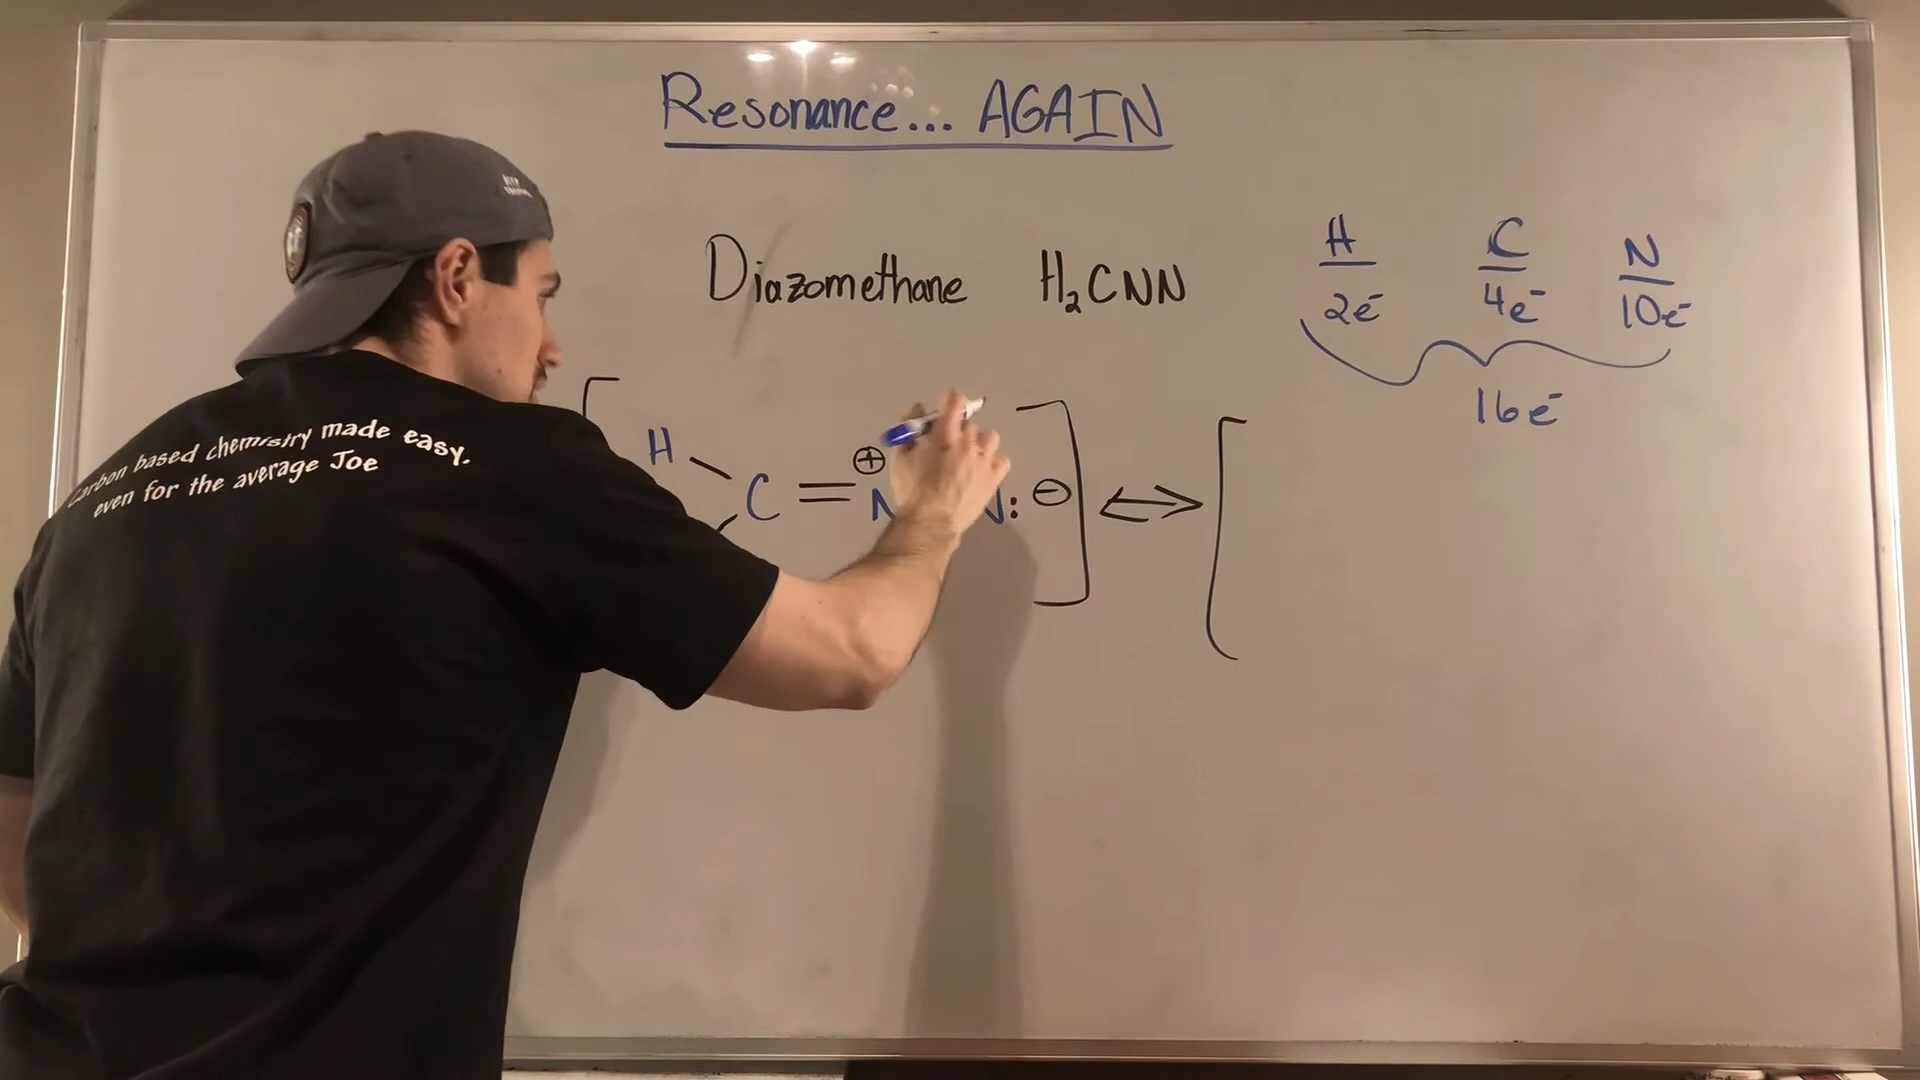 Resonance... AGAIN
Diazomethane H₂CNN
H C N
2e⁻ 4e⁻ 10e⁻
16e⁻
H
C = N N: ⊖
⊕
Carbon based chemistry made easy,
even for the average Joe